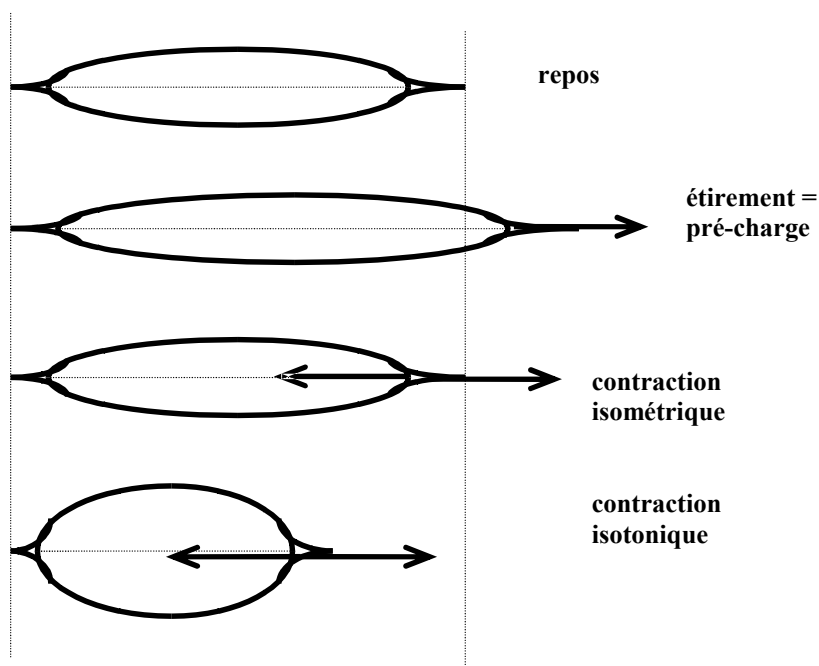 repos
étirement =
pré-charge
contraction
isométrique
contraction
isotonique